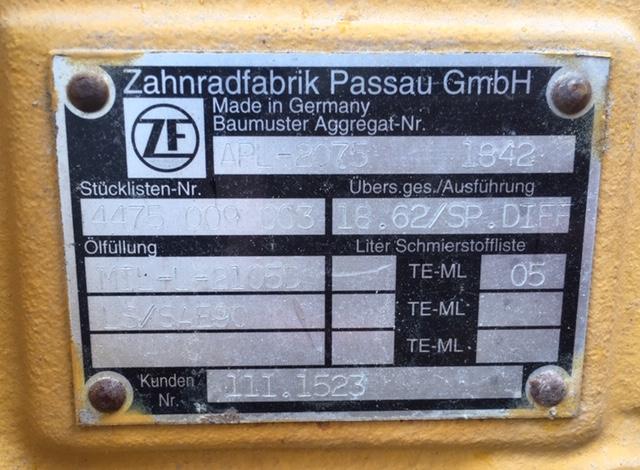 Zahnradfabrik Passau GmbH
ZF
Made in Germany
Baumuster Aggregat-Nr.
APL-2075 1842
Stücklisten-Nr. Übers.ges./Ausführung
4475 009 003 18.62/SP.DIFF
Ölfüllung Liter Schmierstoffliste
MIL-L-2105D TE-ML 05
LS/SAE90 TE-ML
TE-ML
Kunden Nr. 111.1523